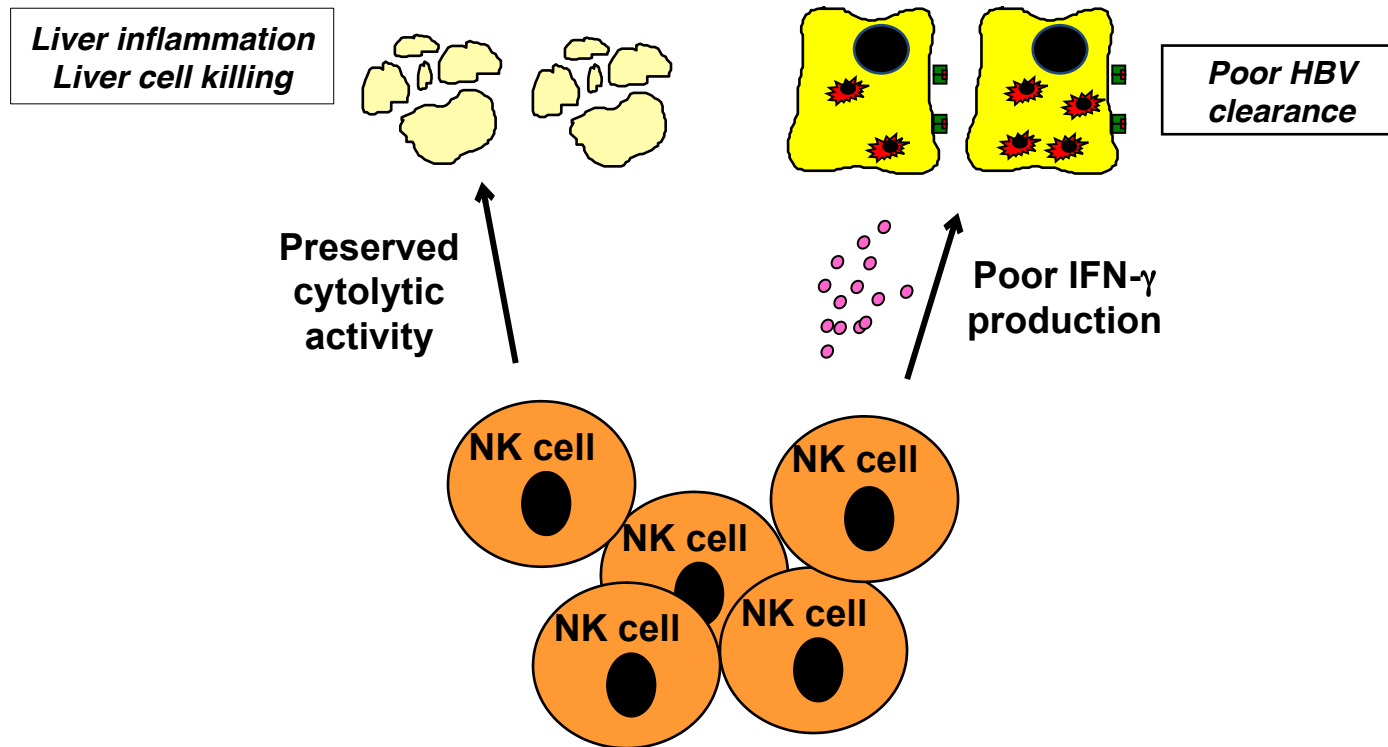 Liver inflammation
Liver cell killing
Poor HBV
clearance
Preserved
cytolytic
activity
Poor IFN-γ
production
NK cell
NK cell
NK cell
NK cell
NK cell